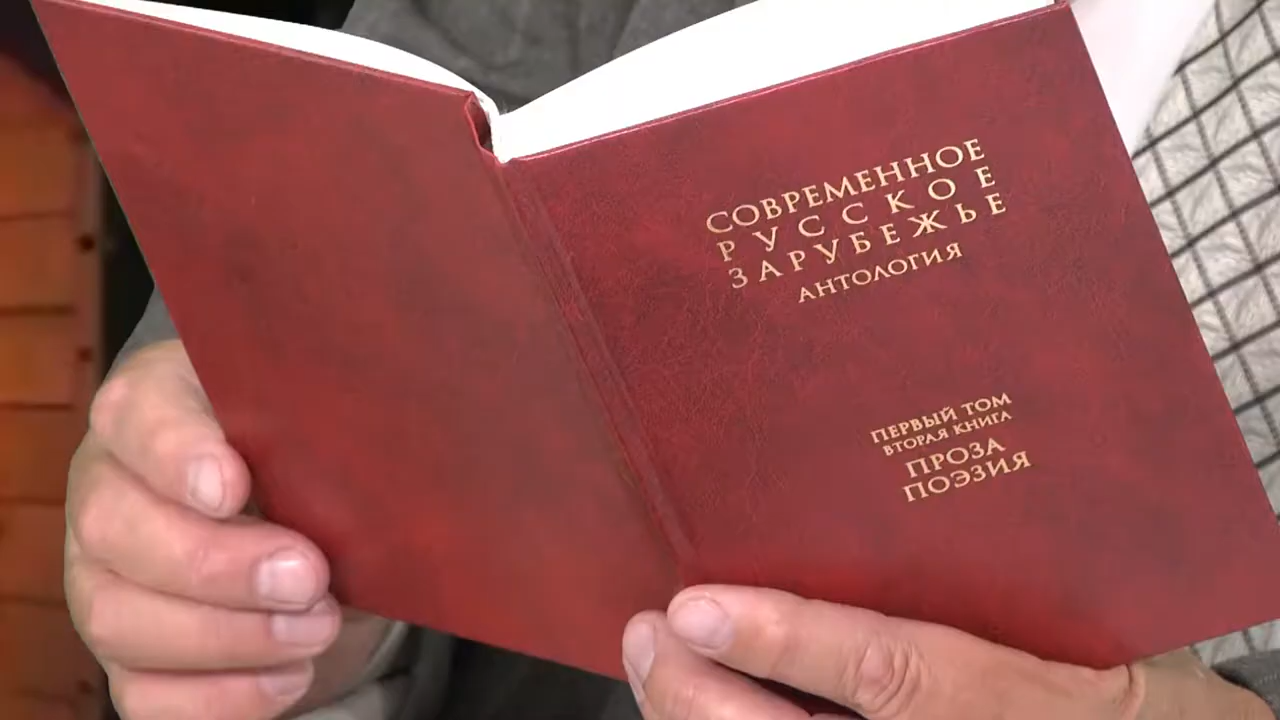 СОВРЕМЕННОЕ
РУССКОЕ
ЗАРУБЕЖЬЕ
АНТОЛОГИЯ
ПЕРВЫЙ ТОМ
ВТОРАЯ КНИГА
ПРОЗА
ПОЭЗИЯ